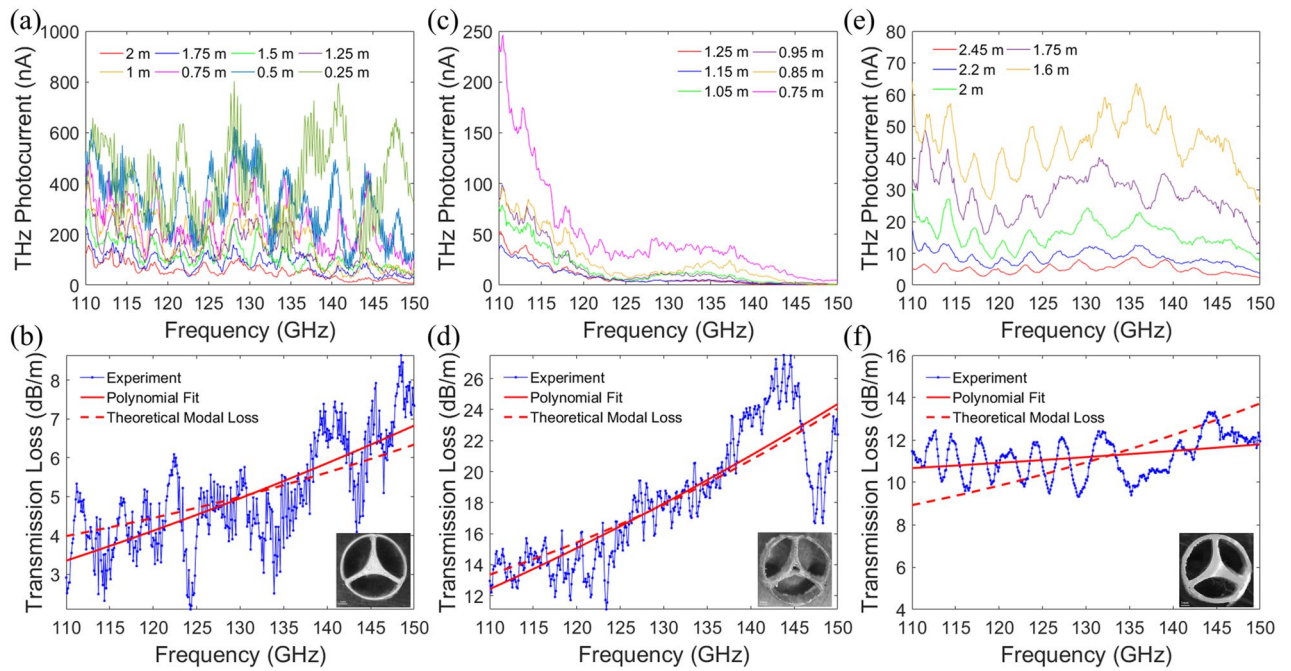 (a)
THz Photocurrent (nA)
1000
800
600
400
200
0
2 m 1.75 m 1.5 m 1.25 m
1 m 0.75 m 0.5 m 0.25 m
110 115 120 125 130 135 140 145 150
Frequency (GHz)
(c)
THz Photocurrent (nA)
250
200
150
100
50
0
1.25 m 0.95 m
1.15 m 0.85 m
1.05 m 0.75 m
110 115 120 125 130 135 140 145 150
Frequency (GHz)
(e)
THz Photocurrent (nA)
80
70
60
50
40
30
20
10
0
2.45 m 1.75 m
2.2 m 1.6 m
2 m
110 115 120 125 130 135 140 145 150
Frequency (GHz)
(b)
Transmission Loss (dB/m)
8
7
6
5
4
3
Experiment
Polynomial Fit
Theoretical Modal Loss
110 115 120 125 130 135 140 145 150
Frequency (GHz)
(d)
Transmission Loss (dB/m)
26
24
22
20
18
16
14
12
Experiment
Polynomial Fit
Theoretical Modal Loss
110 115 120 125 130 135 140 145 150
Frequency (GHz)
(f)
Transmission Loss (dB/m)
16
14
12
10
8
6
4
Experiment
Polynomial Fit
Theoretical Modal Loss
110 115 120 125 130 135 140 145 150
Frequency (GHz)